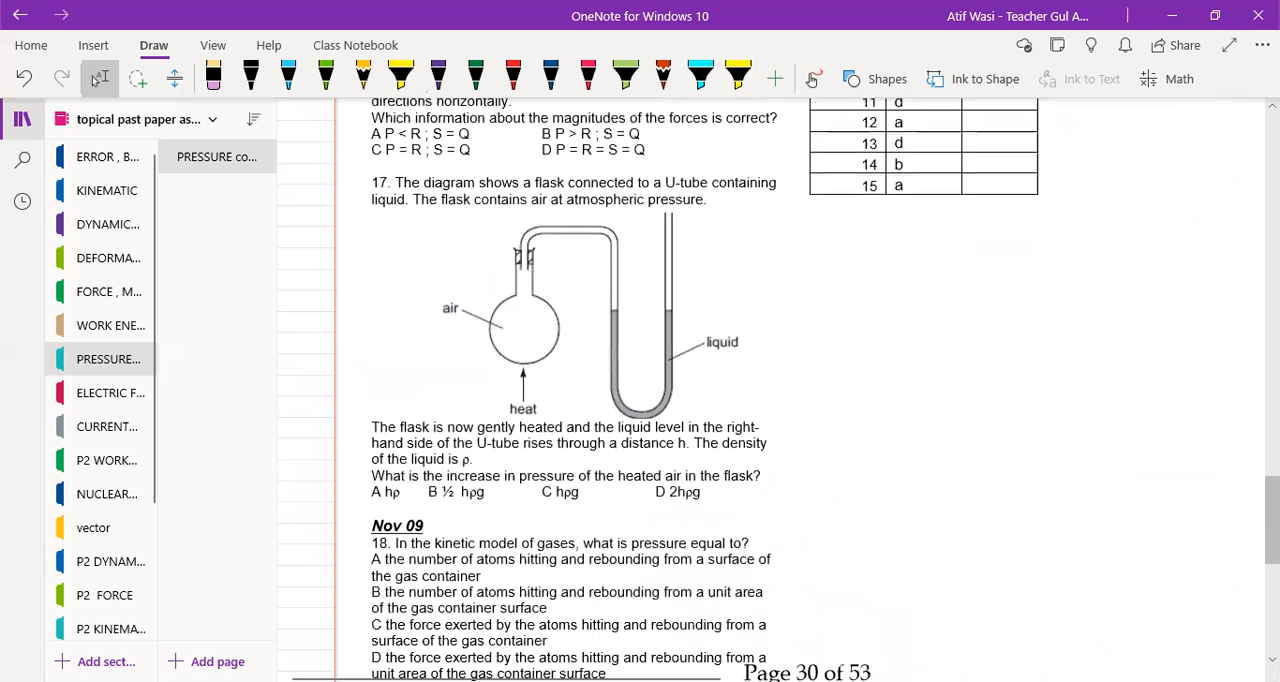 OneNote for Windows 10
Atif Wasi - Teacher Gul A...
Home Insert Draw View Help Class Notebook
Share
Shapes Ink to Shape Ink to Text Math
topical past paper as...
ERROR , B...
KINEMATIC
DYNAMIC...
DEFORMA...
FORCE , M...
WORK ENE...
PRESSURE...
ELECTRIC F...
CURRENT...
P2 WORK...
NUCLEAR...
vector
P2 DYNAM...
P2 FORCE
P2 KINEMA...
Add sect...
PRESSURE co...
Add page
directions horizontally.
Which information about the magnitudes of the forces is correct?
A P < R ; S = Q B P > R ; S = Q
C P = R ; S = Q D P = R = S = Q
17. The diagram shows a flask connected to a U-tube containing
liquid. The flask contains air at atmospheric pressure.
air
liquid
heat
The flask is now gently heated and the liquid level in the right-
hand side of the U-tube rises through a distance h. The density
of the liquid is ρ.
What is the increase in pressure of the heated air in the flask?
A hρ B ½ hρg C hρg D 2hρg
Nov 09
18. In the kinetic model of gases, what is pressure equal to?
A the number of atoms hitting and rebounding from a surface of
the gas container
B the number of atoms hitting and rebounding from a unit area
of the gas container surface
C the force exerted by the atoms hitting and rebounding from a
surface of the gas container
D the force exerted by the atoms hitting and rebounding from a
unit area of the gas container surface
Page 30 of 53
11 d
12 a
13 d
14 b
15 a